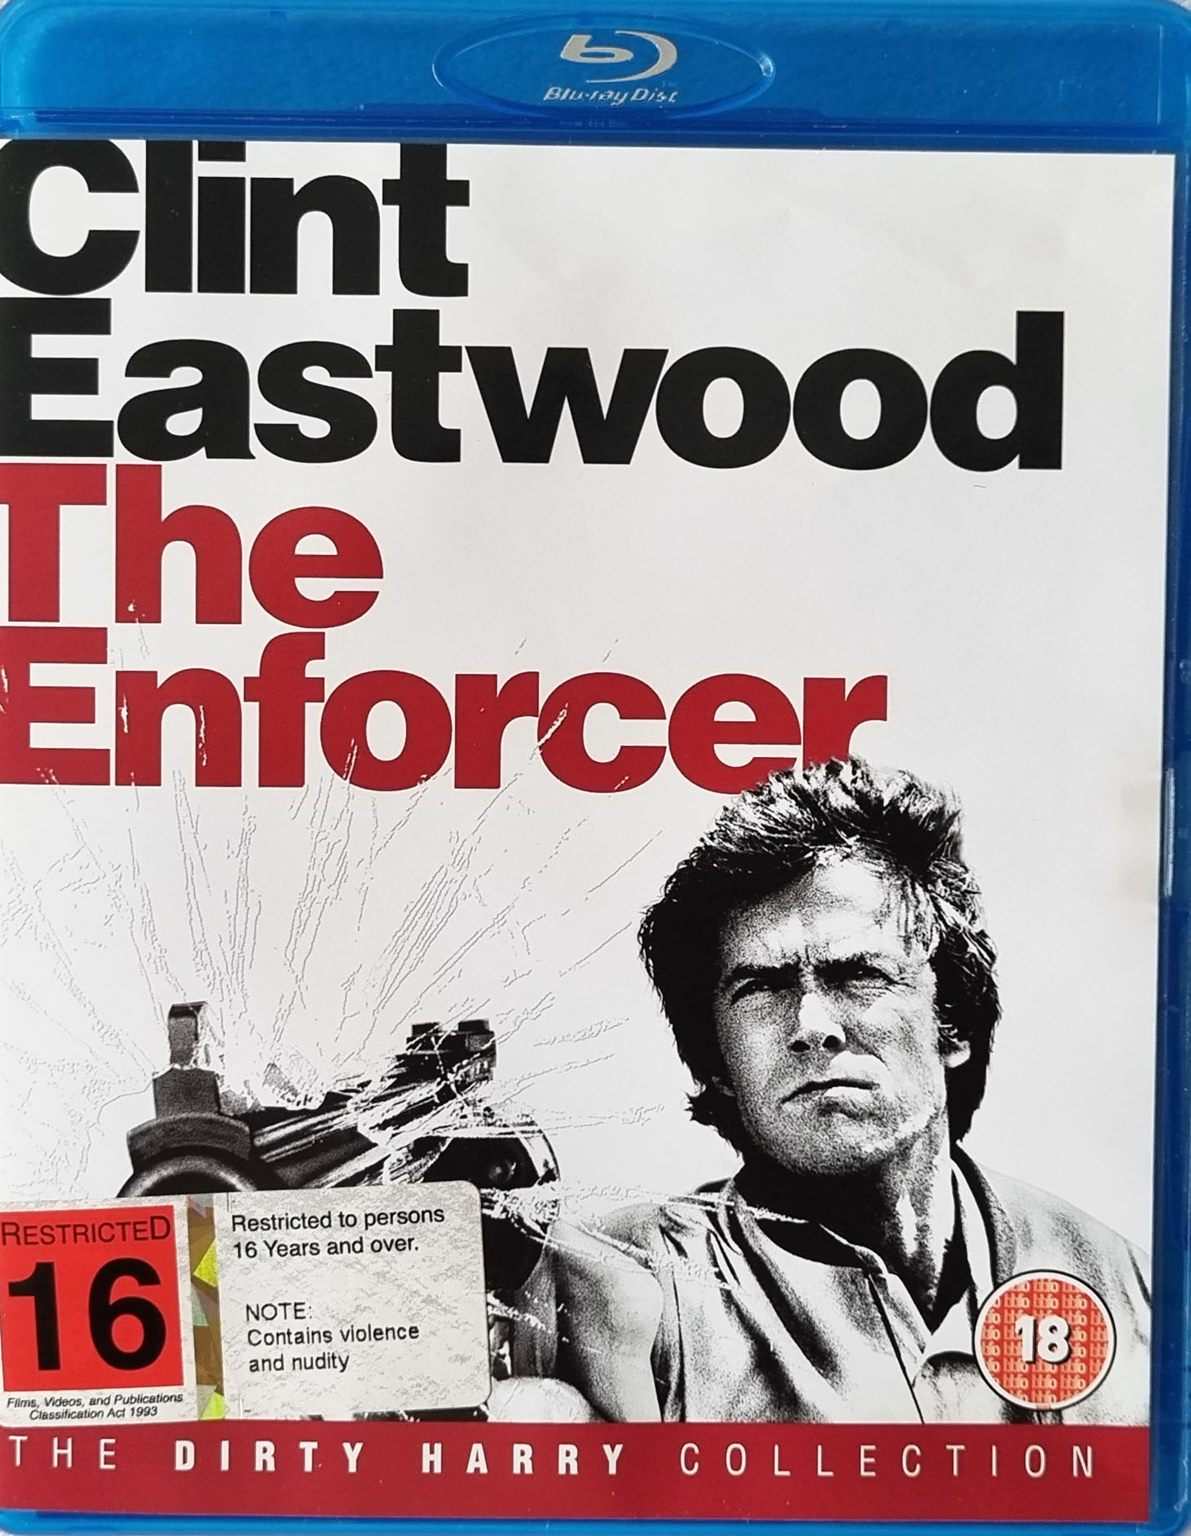 Blu-ray Disc
Clint
Eastwood
The
Enforcer
RESTRICTED
16
Films, Videos, and Publications
Classification Act 1993
Restricted to persons
16 Years and over.
NOTE:
Contains violence
and nudity
18
THE DIRTY HARRY COLLECTION